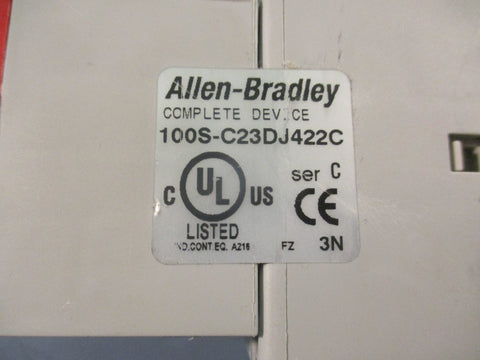 Allen-Bradley
COMPLETE DEVICE
100S-C23DJ422C
ser C
C UL US
CE
LISTED
IND.CONT.EQ. A216 FZ 3N